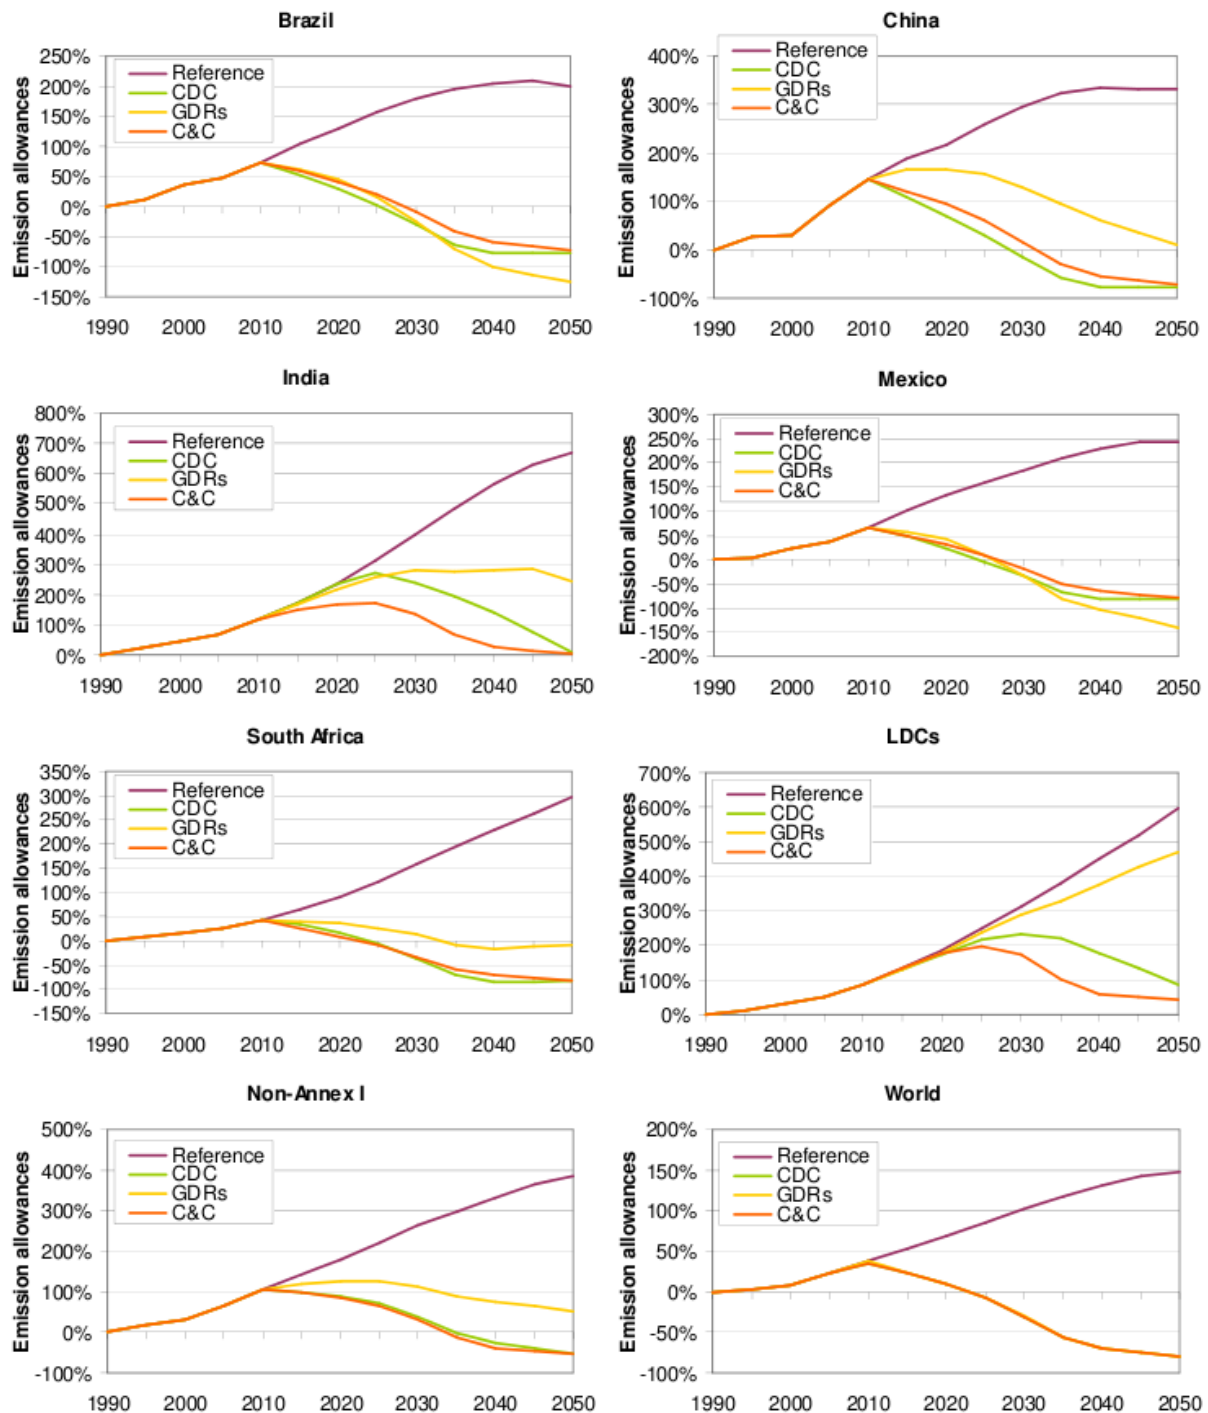 Brazil
Emission allowances
250%
200%
150%
100%
50%
0%
-50%
-100%
-150%
Reference
CDC
GDRs
C&C
1990 2000 2010 2020 2030 2040 2050
China
Emission allowances
400%
300%
200%
100%
0%
-100%
Reference
CDC
GDRs
C&C
1990 2000 2010 2020 2030 2040 2050
India
Emission allowances
800%
700%
600%
500%
400%
300%
200%
100%
0%
Reference
CDC
GDRs
C&C
1990 2000 2010 2020 2030 2040 2050
Mexico
Emission allowances
300%
250%
200%
150%
100%
50%
0%
-50%
-100%
-150%
-200%
Reference
CDC
GDRs
C&C
1990 2000 2010 2020 2030 2040 2050
South Africa
Emission allowances
350%
300%
250%
200%
150%
100%
50%
0%
-50%
-100%
-150%
Reference
CDC
GDRs
C&C
1990 2000 2010 2020 2030 2040 2050
LDCs
Emission allowances
700%
600%
500%
400%
300%
200%
100%
0%
Reference
CDC
GDRs
C&C
1990 2000 2010 2020 2030 2040 2050
Non-Annex I
Emission allowances
500%
400%
300%
200%
100%
0%
-100%
Reference
CDC
GDRs
C&C
1990 2000 2010 2020 2030 2040 2050
World
Emission allowances
200%
150%
100%
50%
0%
-50%
-100%
Reference
CDC
GDRs
C&C
1990 2000 2010 2020 2030 2040 2050